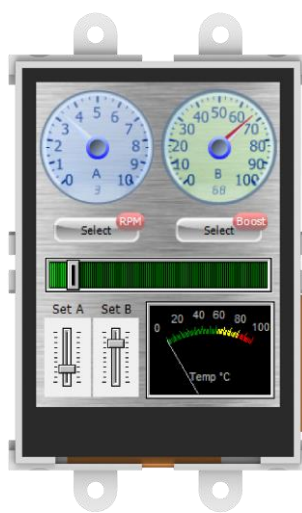 0 1 2 3 4 5 6 7 8 9 10
A
3
0 10 20 30 40 50 60 70 80 90 100
B
68
Select RPM
Select Boost
Set A Set B
0 20 40 60 80 100
Temp °C